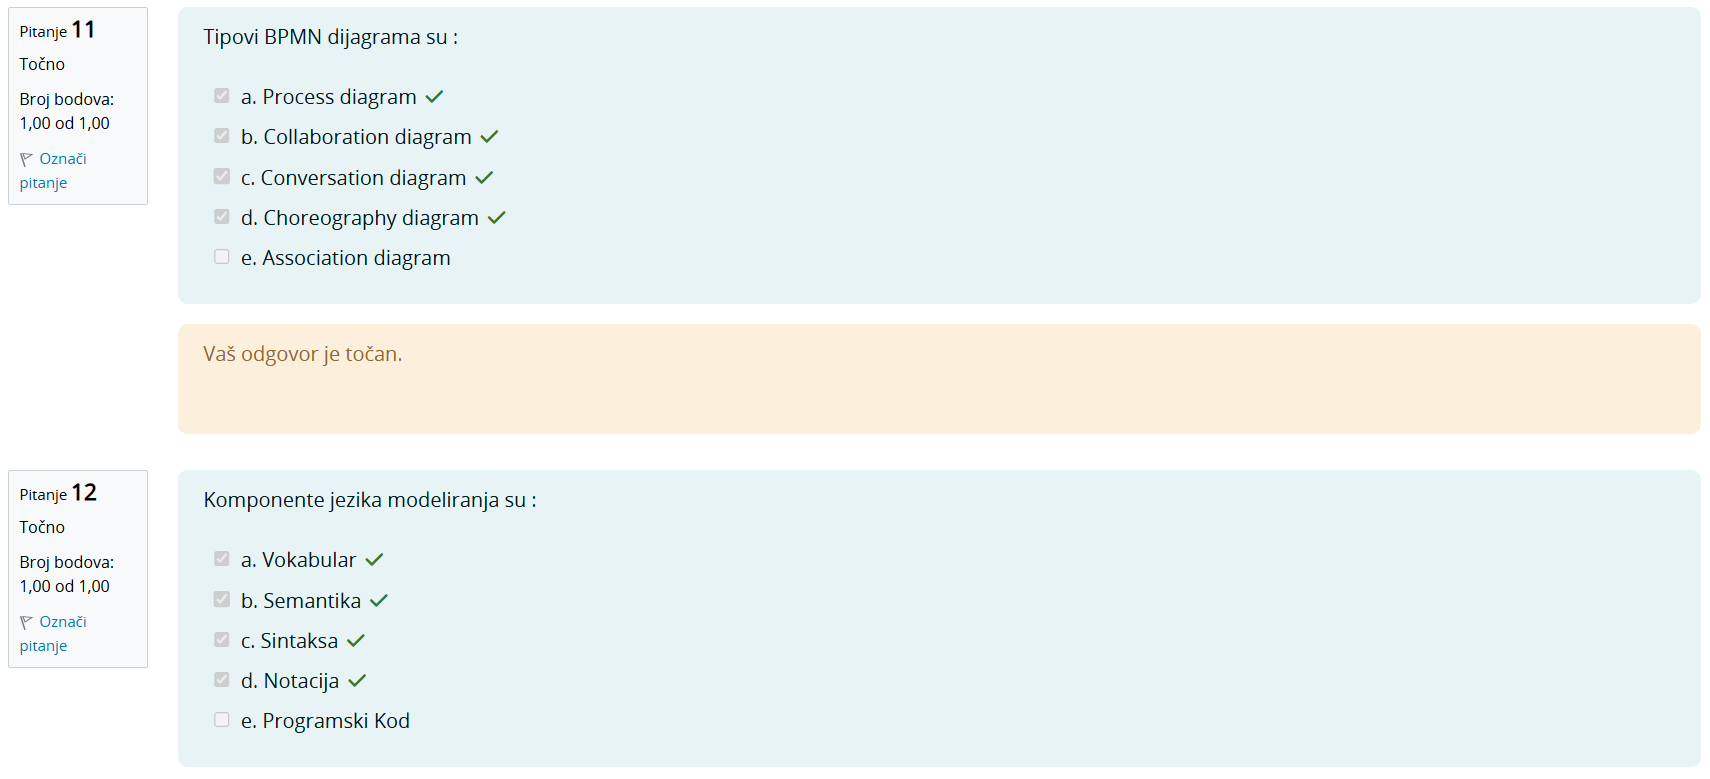 Pitanje 11
Točno
Broj bodova:
1,00 od 1,00
Označi
pitanje
Tipovi BPMN dijagrama su :
a. Process diagram
b. Collaboration diagram
c. Conversation diagram
d. Choreography diagram
e. Association diagram
Vaš odgovor je točan.
Pitanje 12
Točno
Broj bodova:
1,00 od 1,00
Označi
pitanje
Komponente jezika modeliranja su :
a. Vokabular
b. Semantika
c. Sintaksa
d. Notacija
e. Programski Kod